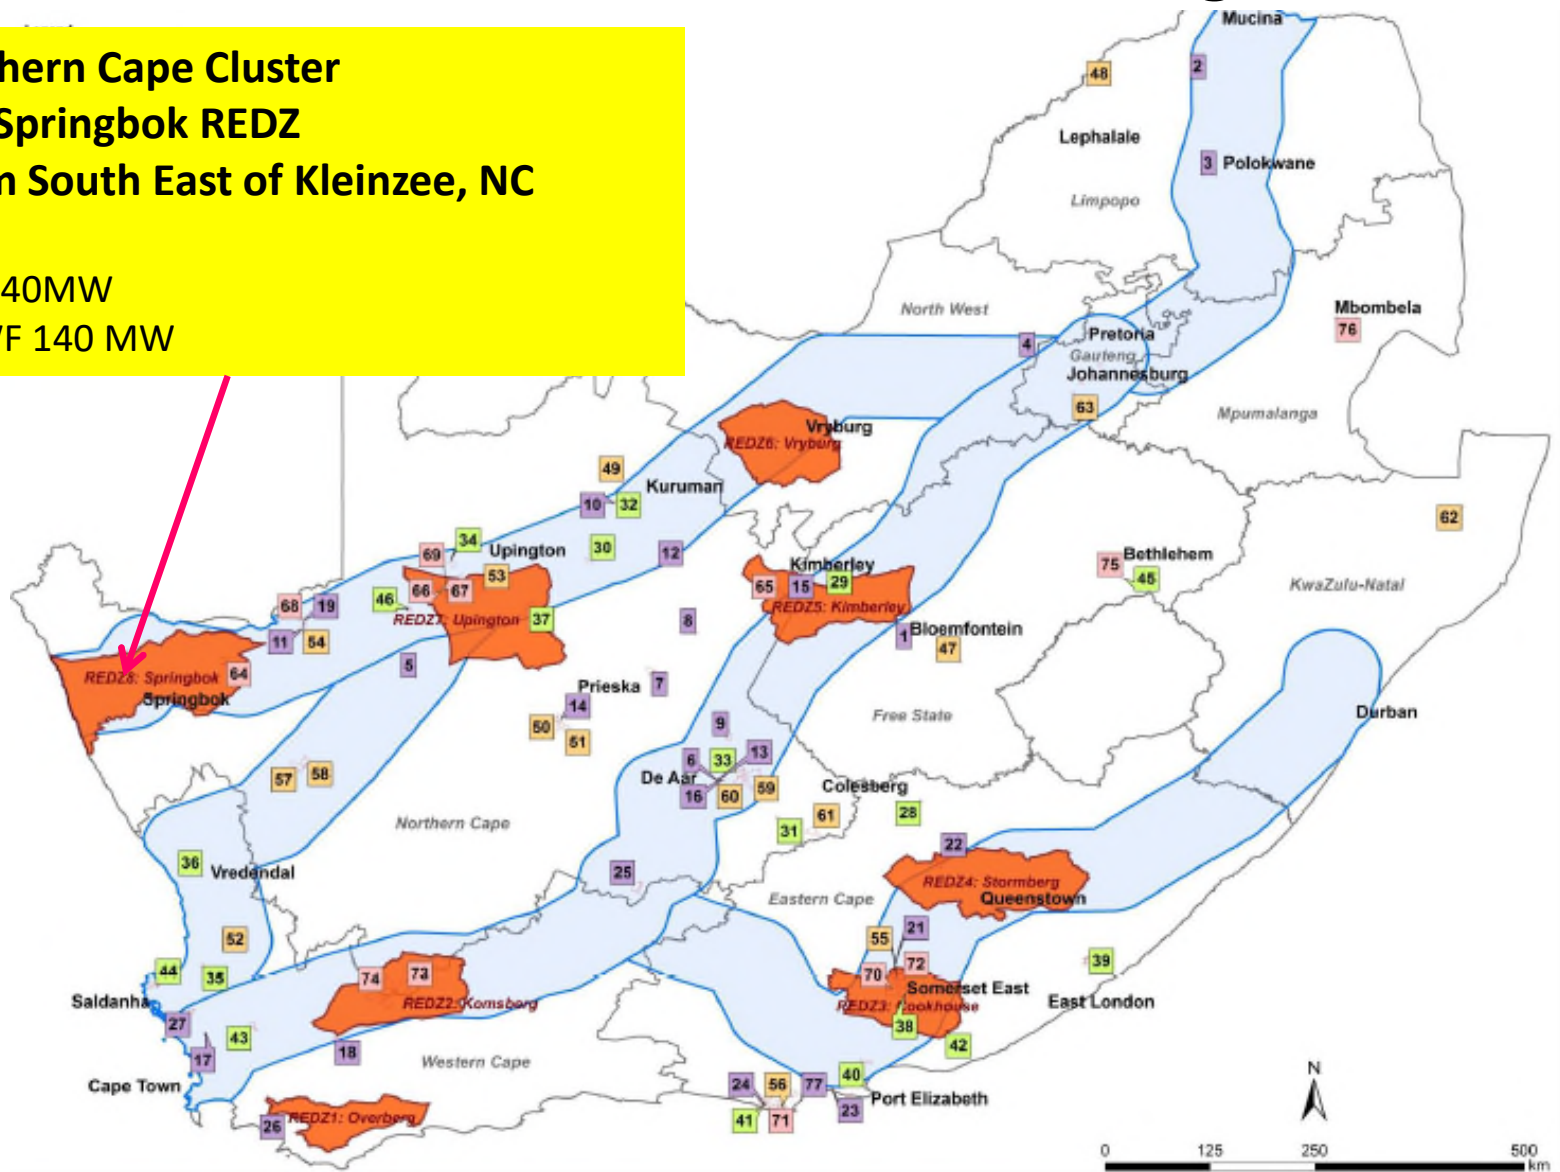 Mucina
hern Cape Cluster
Springbok REDZ
South East of Kleinzee, NC
40MW
140 MW
48
2
Lephalale
3 Polokwane
Limpopo
North West
Mbombela
76
4
Pretoria
Gauteng
Johannesburg
63
Mpumalanga
Vryburg
REDZ6: Vryburg
49
Kuruman
10 32
62
34
69
Upington
30
12
53
Kimberley
Bethlehem
75
45
66 67
65 15 29
KwaZulu-Natal
46
68 19
REDZ7: Upington
37
REDZ5: Kimberley
8
11 54
1 Bloemfontein
47
5
REDZ8: Springbok
64
Springbok
Prieska
7
14
50
51
9
Free State
Durban
6 33 13
De Aar
57 58
16 60 59
Colesberg
61
28
31
Northern Cape
22
36
Vredendal
25
REDZ4: Stormberg
Queenstown
Eastern Cape
21
55
52
72
39
44 35
74 73
70
Somerset East
Saldanha
REDZ2: Komsberg
REDZ3: Cookhouse
East London
27
38
43
42
17
18
Western Cape
40
Cape Town
24 56 77
Port Elizabeth
23
26
REDZ1: Overberg
41 71
N
0 125 250 500
km